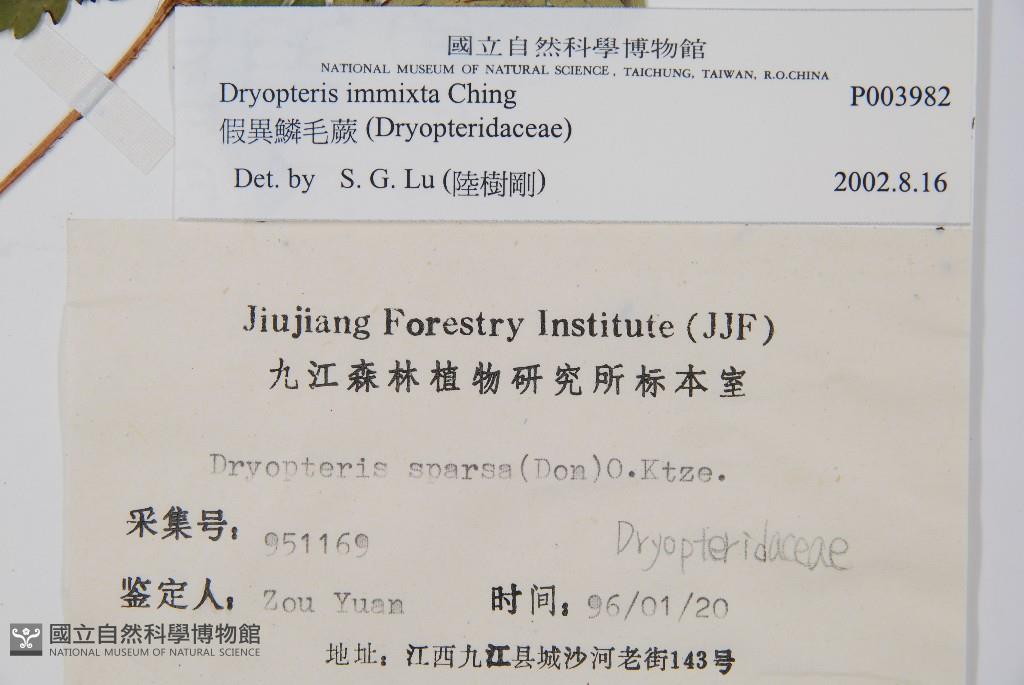 國立自然科學博物館
NATIONAL MUSEUM OF NATURAL SCIENCE, TAICHUNG, TAIWAN, R.O.CHINA
Dryopteris immixta Ching P003982
假異鱗毛蕨 (Dryopteridaceae)
Det. by S. G. Lu (陸樹剛) 2002.8.16
Jiujiang Forestry Institute (JJF)
九江森林植物研究所标本室
Dryopteris sparsa(Don)O.Ktze.
采集号: 951169 Dryopteridaceae
鉴定人: Zou Yuan 时间: 96/01/20
地址: 江西九江县城沙河老街143号
國立自然科學博物館
NATIONAL MUSEUM OF NATURAL SCIENCE